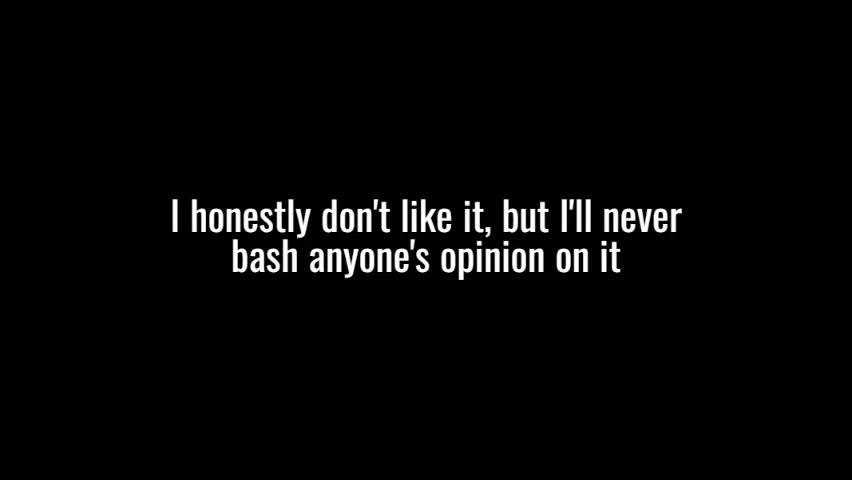 I honestly don't like it, but I'll never
bash anyone's opinion on it